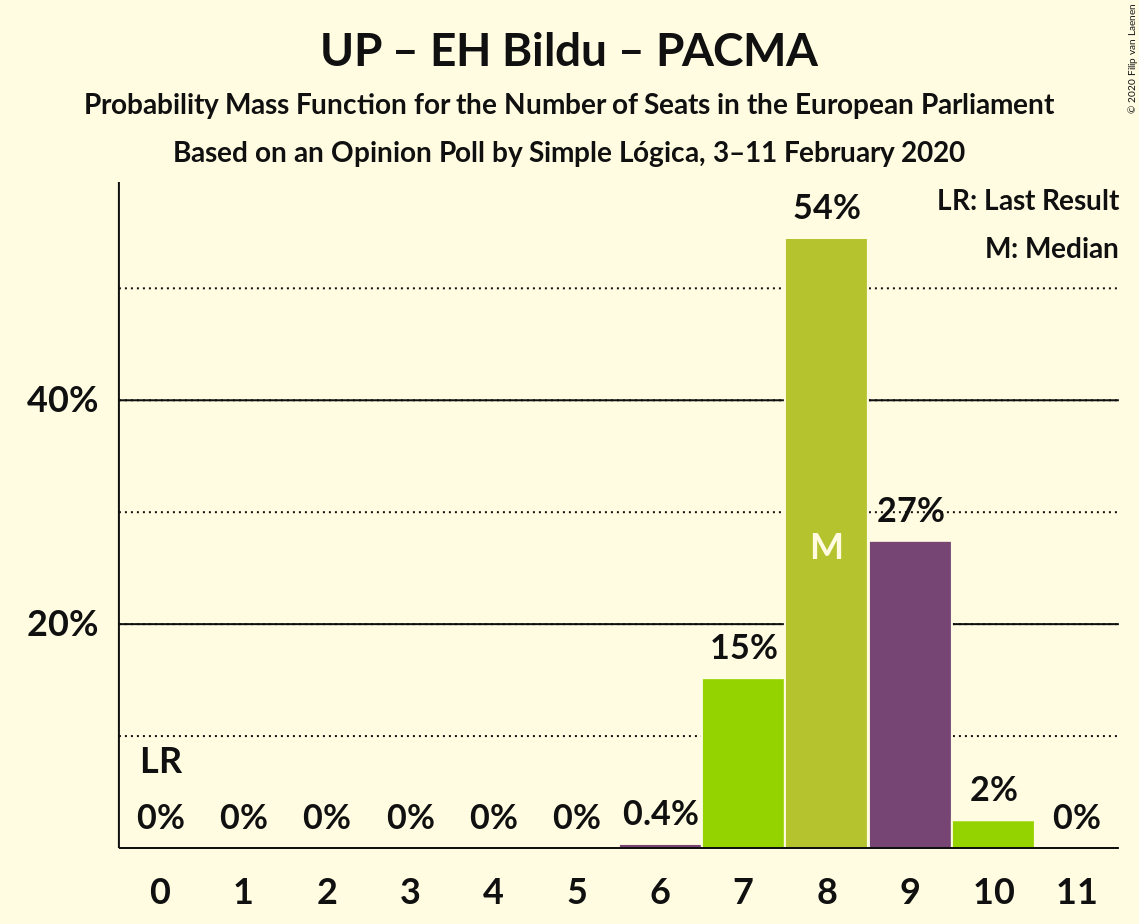 UP – EH Bildu – PACMA
Probability Mass Function for the Number of Seats in the European Parliament
Based on an Opinion Poll by Simple Lógica, 3–11 February 2020
© 2020 Filip van Laenen
LR: Last Result
M: Median
54%
40%
27%
M
20%
15%
LR
0% 0% 0% 0% 0% 0% 0.4% 2% 0%
0 1 2 3 4 5 6 7 8 9 10 11